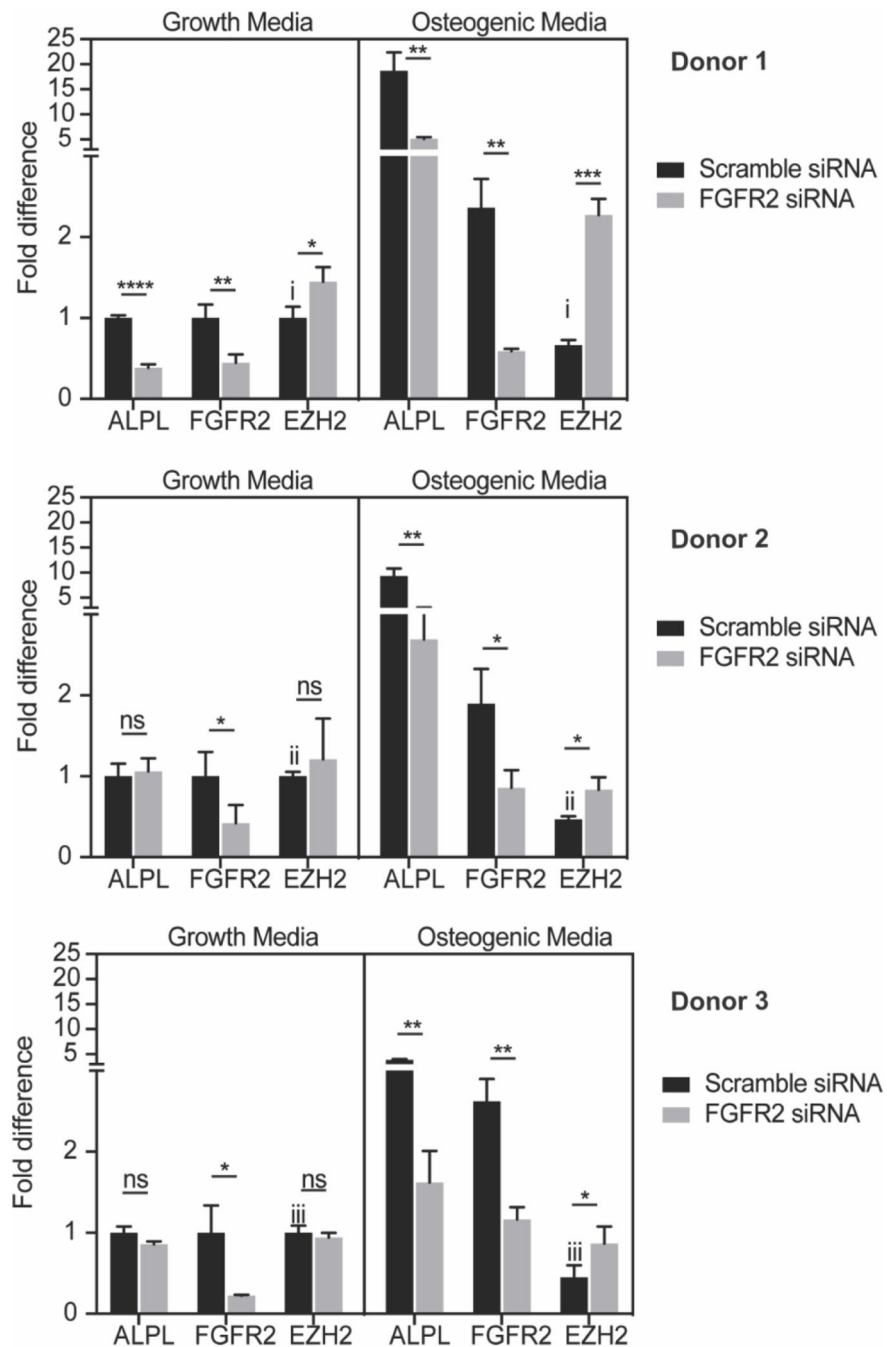 Growth Media Osteogenic Media
Donor 1
Fold difference
25
20
15
10
5
2
1
0
**** ** * ** ** ***
i i
Scramble siRNA
FGFR2 siRNA
ALPL FGFR2 EZH2 ALPL FGFR2 EZH2
Growth Media Osteogenic Media
Donor 2
Fold difference
25
20
15
10
5
2
1
0
ns * ns ** * *
ii ii
Scramble siRNA
FGFR2 siRNA
ALPL FGFR2 EZH2 ALPL FGFR2 EZH2
Growth Media Osteogenic Media
Donor 3
Fold difference
25
20
15
10
5
2
1
0
ns * ns ** ** *
iii iii
Scramble siRNA
FGFR2 siRNA
ALPL FGFR2 EZH2 ALPL FGFR2 EZH2